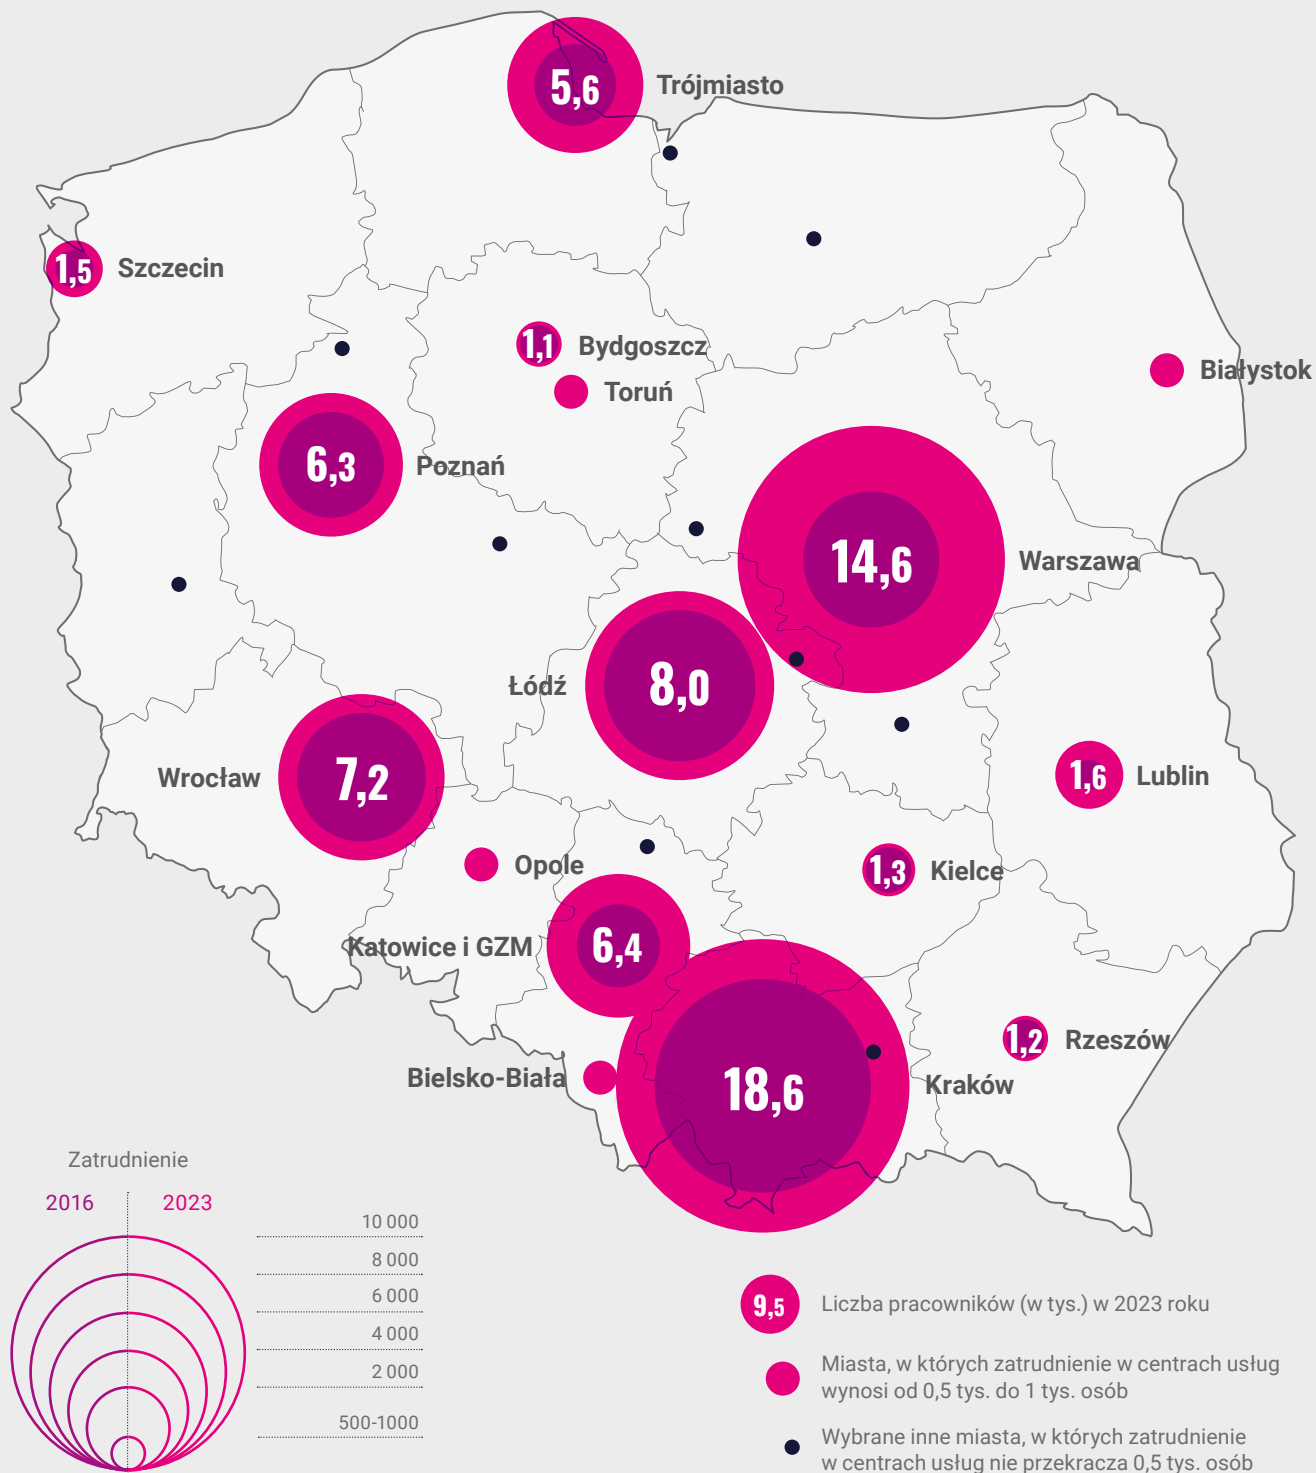 5,6
Trójmiasto
1,5
Szczecin
1,1
Bydgoszcz
Toruń
Białystok
6,3
Poznań
14,6
Warszawa
Łódź
8,0
Wrocław
7,2
1,6
Lublin
Opole
1,3
Kielce
Katowice i GZM
6,4
1,2
Rzeszów
Bielsko-Biała
18,6
Kraków
Zatrudnienie
2016
2023
10 000
8 000
6 000
4 000
2 000
500-1000
9,5
Liczba pracowników (w tys.) w 2023 roku
Miasta, w których zatrudnienie w centrach usług
wynosi od 0,5 tys. do 1 tys. osób
Wybrane inne miasta, w których zatrudnienie
w centrach usług nie przekracza 0,5 tys. osób